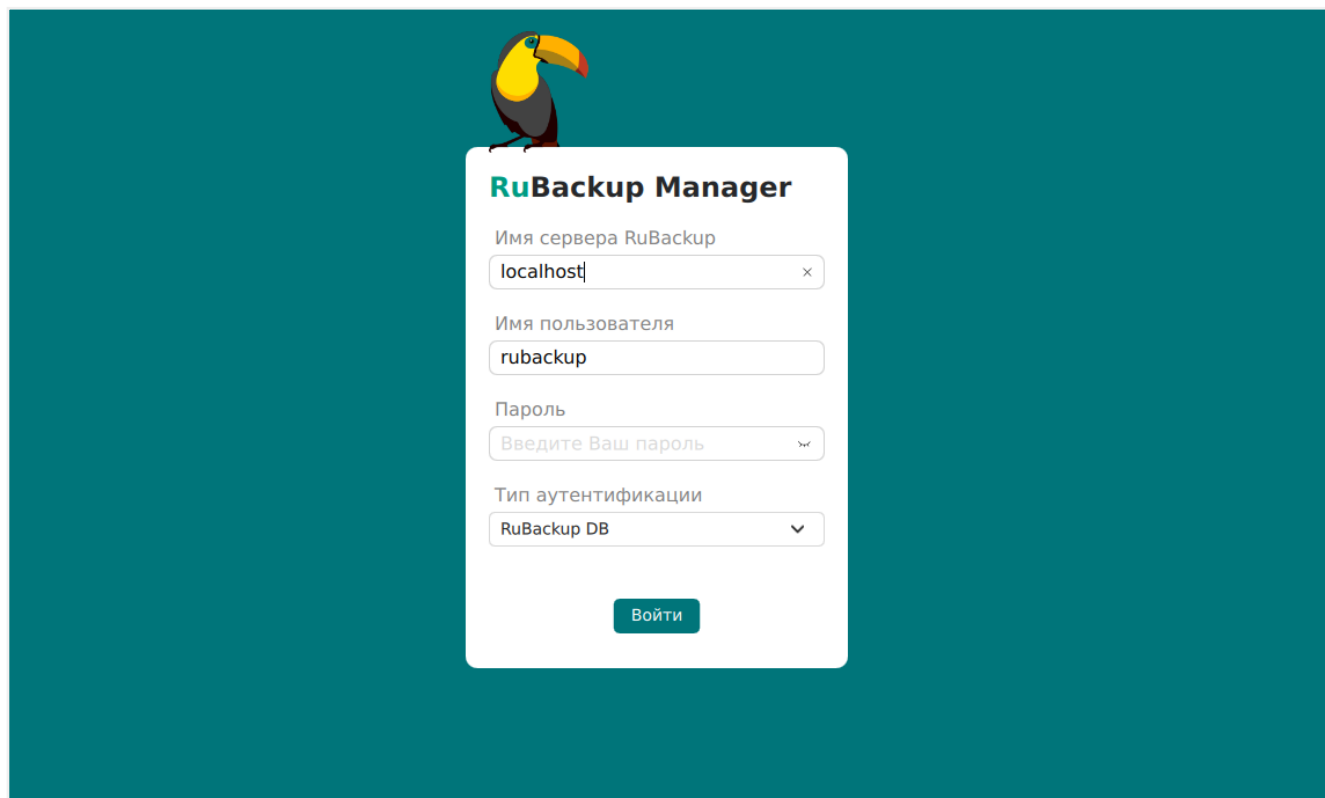 RuBackup Manager
Имя сервера RuBackup
localhost
Имя пользователя
rubackup
Пароль
Введите Ваш пароль
Тип аутентификации
RuBackup DB
Войти